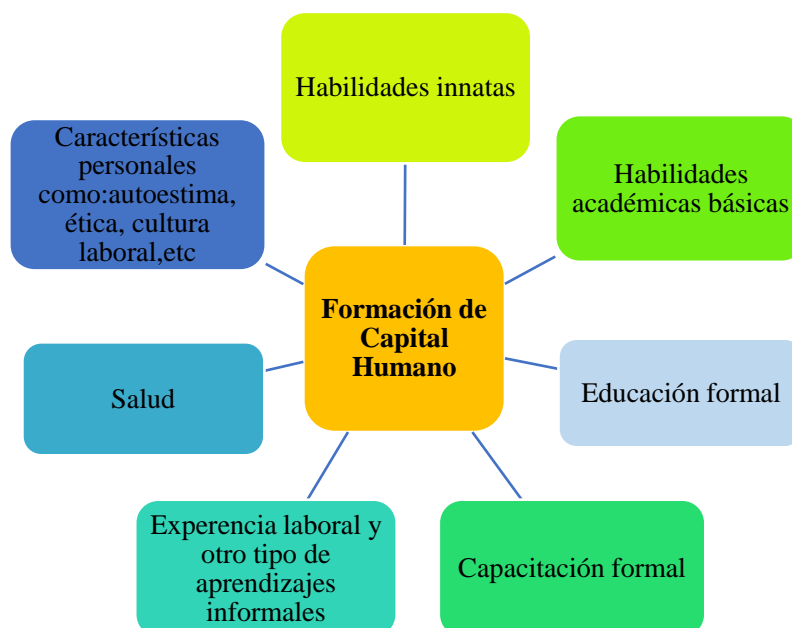 Habilidades innatas
Habilidades
académicas básicas
Educación formal
Capacitación formal
Experencia laboral y
otro tipo de
aprendizajes
informales
Salud
Característicás
personales
como:autoestima,
ética, cultura
laboral,etc
Formación de
Capital
Humano